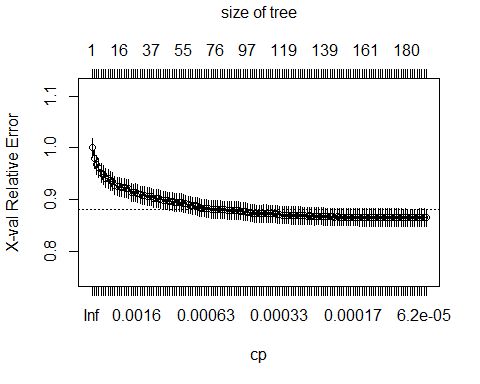 size of tree
1 16 37 55 76 97 119 139 161 180
X-val Relative Error
1.1
1.0
0.9
0.8
Inf 0.0016 0.00063 0.00033 0.00017 6.2e-05
cp